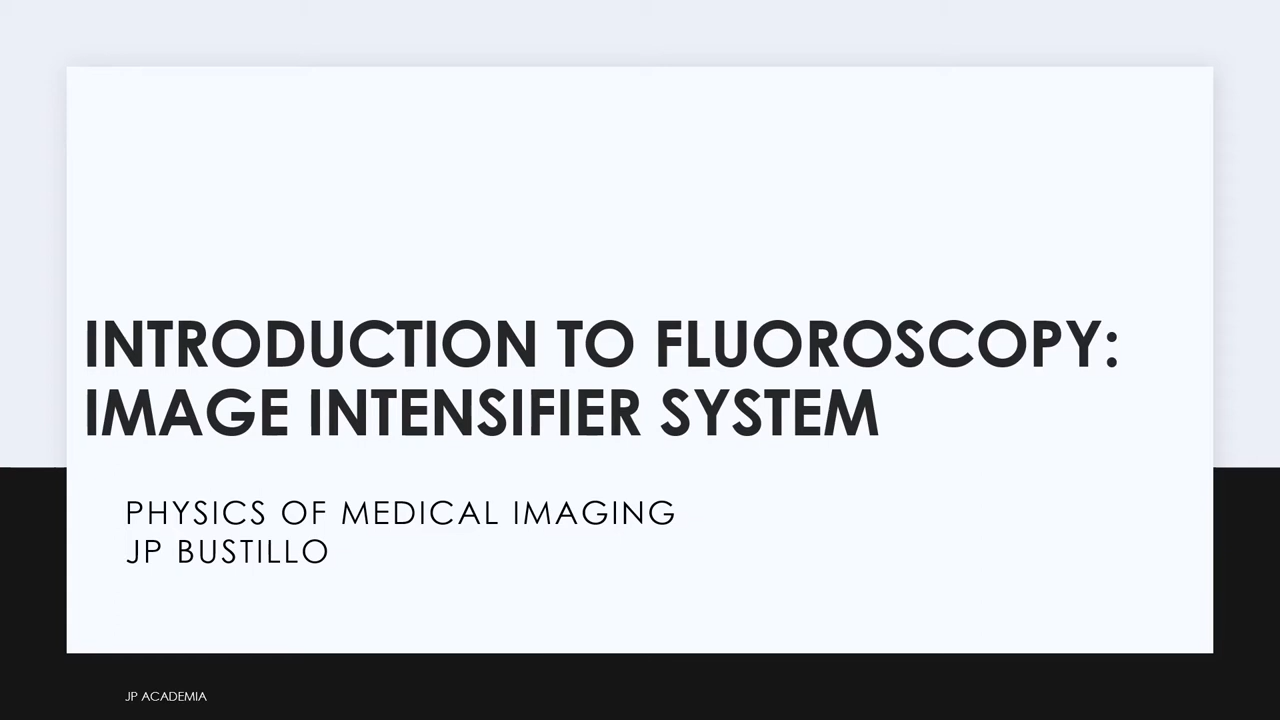 INTRODUCTION TO FLUOROSCOPY:
IMAGE INTENSIFIER SYSTEM
PHYSICS OF MEDICAL IMAGING
JP BUSTILLO
JP ACADEMIA